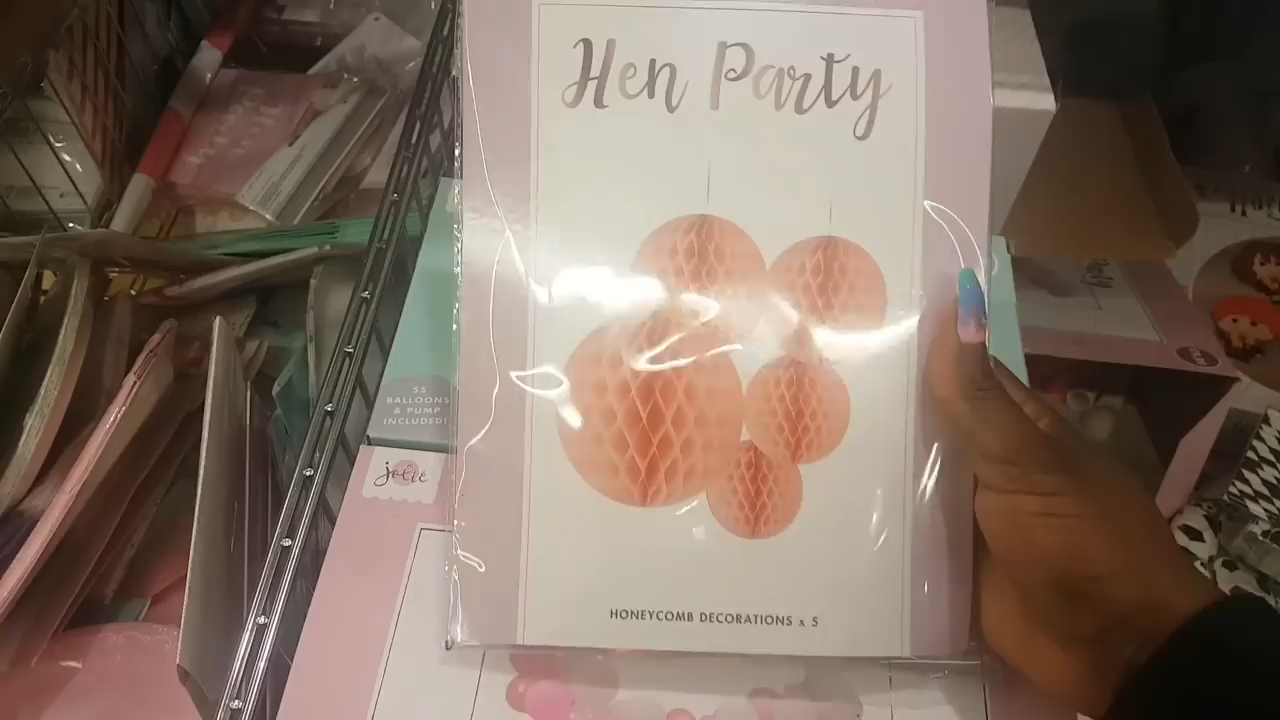 Hen Party
55
BALLOONS
& PUMP
INCLUDED!
jolie
HONEYCOMB DECORATIONS x 5